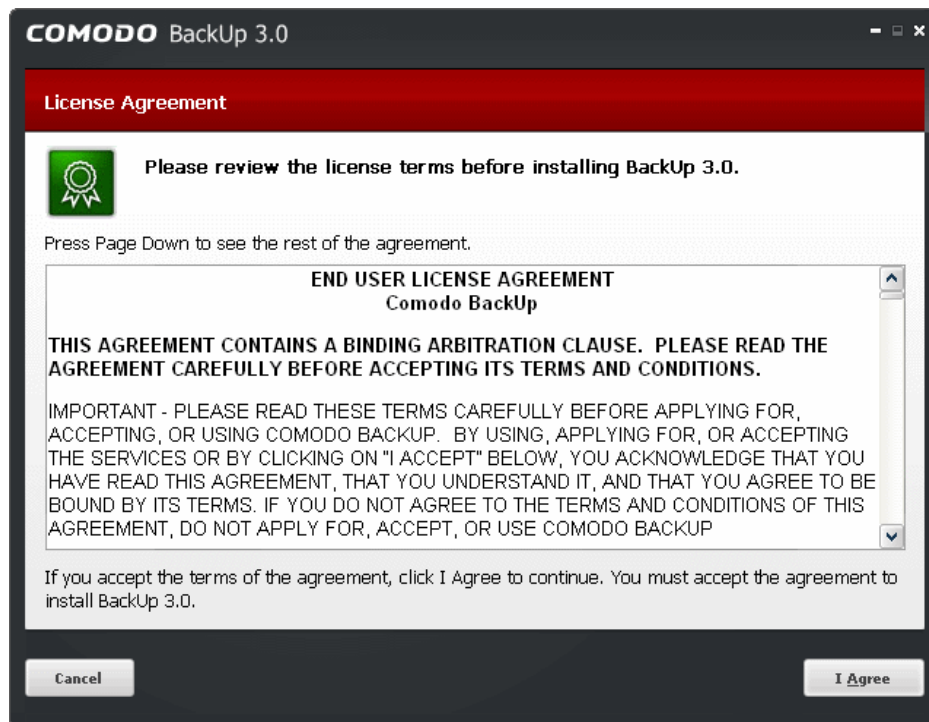 COMODO BackUp 3.0
License Agreement
Please review the license terms before installing BackUp 3.0.
Press Page Down to see the rest of the agreement.
END USER LICENSE AGREEMENT
Comodo BackUp
THIS AGREEMENT CONTAINS A BINDING ARBITRATION CLAUSE.  PLEASE READ THE
AGREEMENT CAREFULLY BEFORE ACCEPTING ITS TERMS AND CONDITIONS.
IMPORTANT - PLEASE READ THESE TERMS CAREFULLY BEFORE APPLYING FOR,
ACCEPTING, OR USING COMODO BACKUP.  BY USING, APPLYING FOR, OR ACCEPTING
THE SERVICES OR BY CLICKING ON "I ACCEPT" BELOW, YOU ACKNOWLEDGE THAT YOU
HAVE READ THIS AGREEMENT, THAT YOU UNDERSTAND IT, AND THAT YOU AGREE TO BE
BOUND BY ITS TERMS. IF YOU DO NOT AGREE TO THE TERMS AND CONDITIONS OF THIS
AGREEMENT, DO NOT APPLY FOR, ACCEPT, OR USE COMODO BACKUP
If you accept the terms of the agreement, click I Agree to continue. You must accept the agreement to
install BackUp 3.0.
Cancel
I Agree